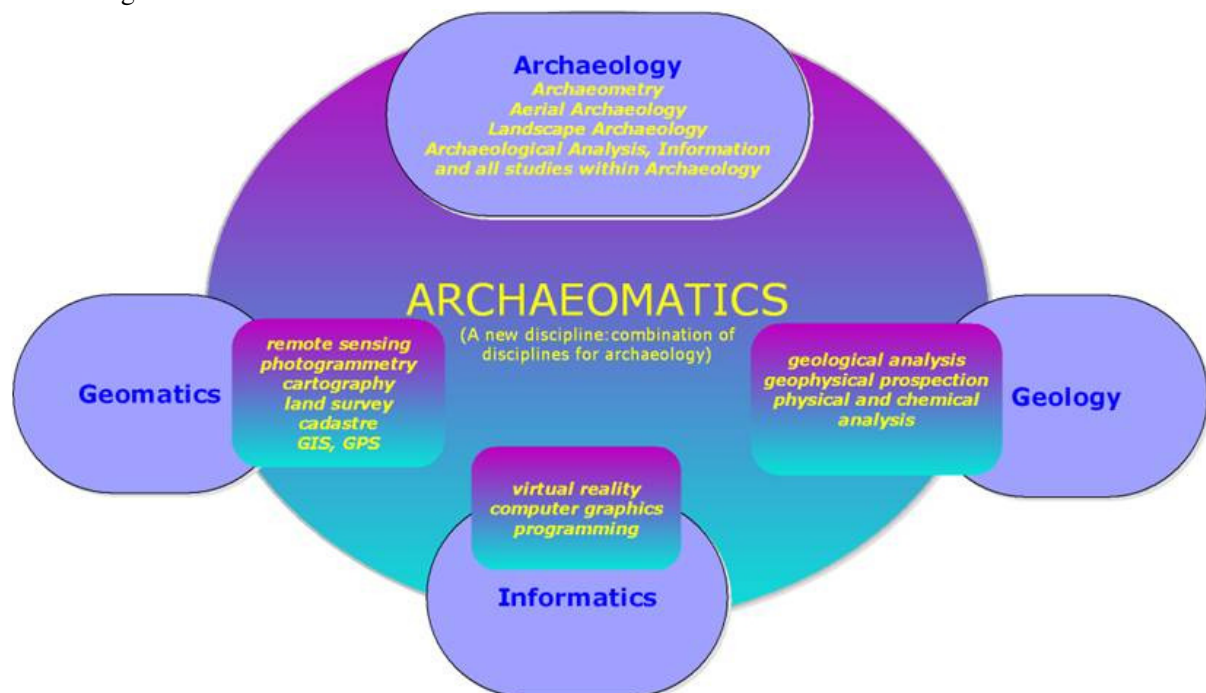 Archaeology
Archaeometry
Aerial Archaeology
Landscape Archaeology
Archaeological Analysis, Information
and all studies within Archaeology
ARCHAEOMATICS
(A new discipline:combination of
disciplines for archaeology)
Geomatics
remote sensing
photogrammetry
cartography
land survey
cadastre
GIS, GPS
geological analysis
geophysical prospection
physical and chemical
analysis
Geology
virtual reality
computer graphics
programming
Informatics